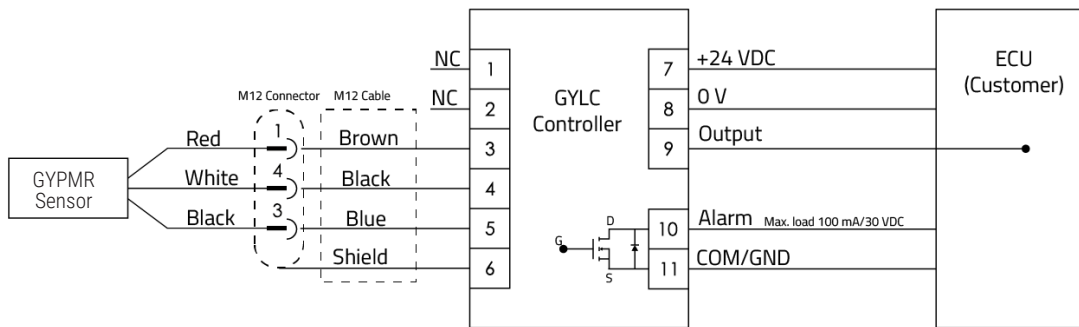 NC
1
7
+24 VDC
ECU
(Customer)
M12 Connector
M12 Cable
NC
2
GYLC
Controller
8
0 V
Red
1
Brown
3
9
Output
GYPMR
Sensor
White
4
Black
4
Black
3
Blue
5
D
G
S
10
Alarm Max. load 100 mA/30 VDC
Shield
6
11
COM/GND